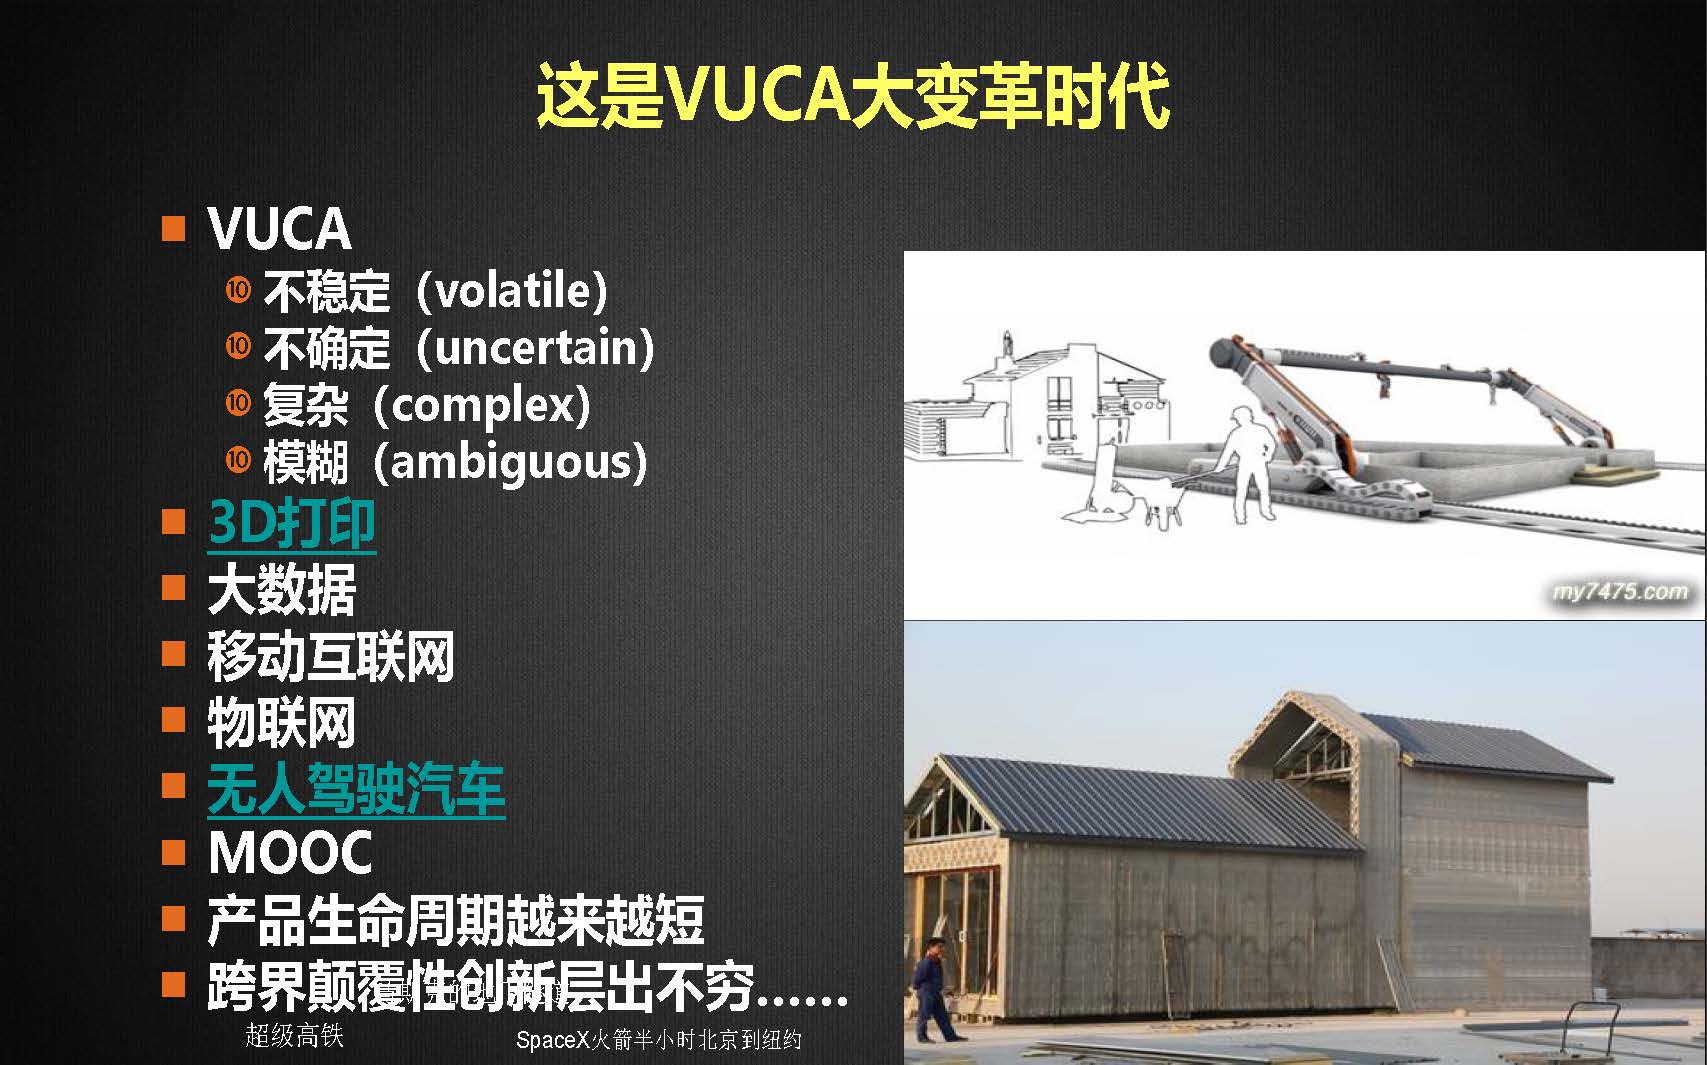 这是VUCA大变革时代
VUCA
不稳定（volatile）
不确定（uncertain）
复杂（complex）
模糊（ambiguous）
3D打印
大数据
移动互联网
物联网
无人驾驶汽车
MOOC
产品生命周期越来越短
跨界颠覆性创新层出不穷……
超级高铁
SpaceX火箭半小时北京到纽约
my7475.com